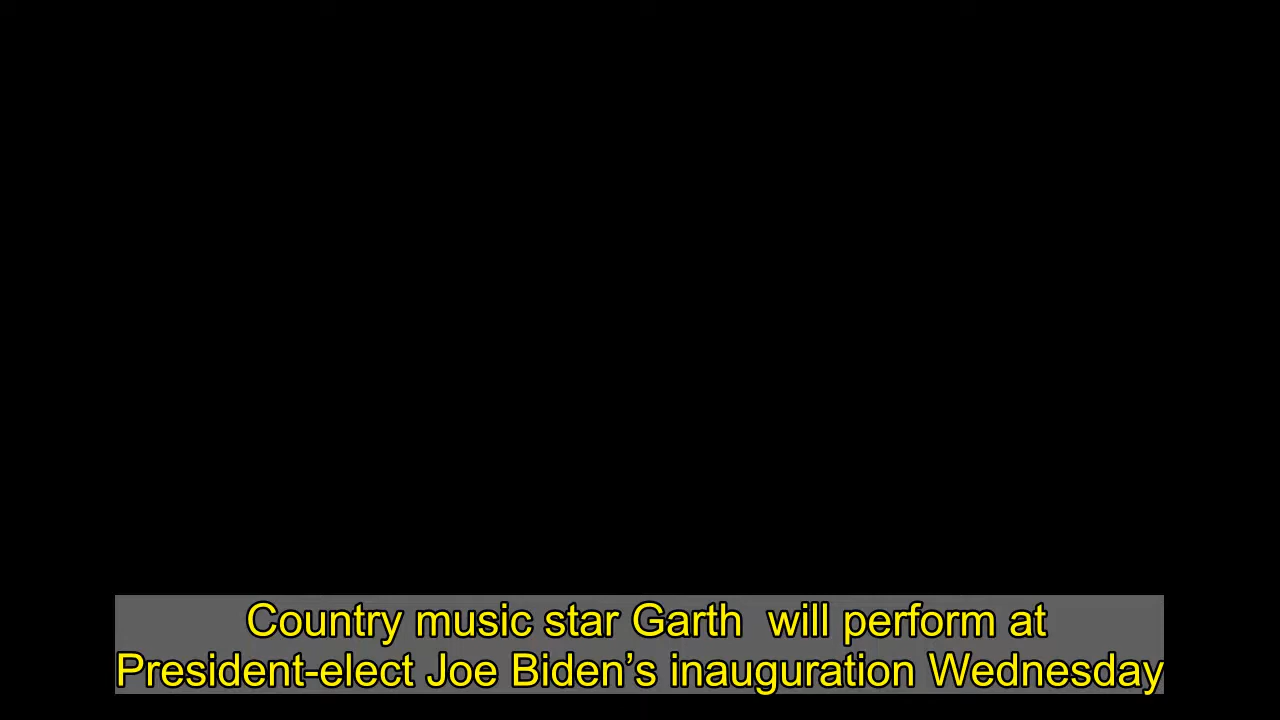 Country music star Garth  will perform at
President-elect Joe Biden’s inauguration Wednesday